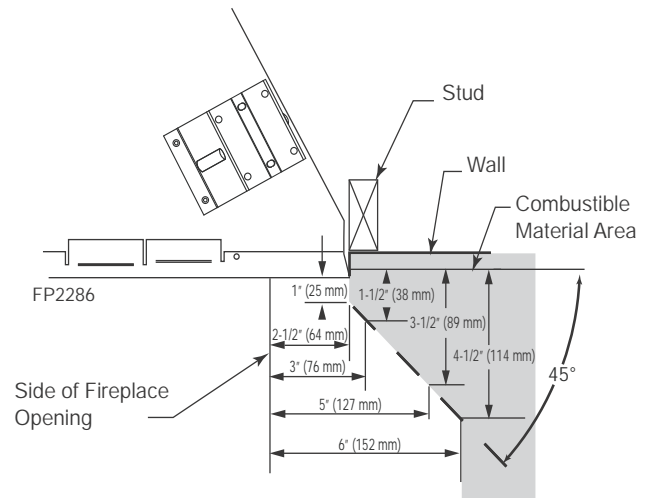 Stud
Wall
Combustible
Material Area
FP2286
1" (25 mm)
1-1/2" (38 mm)
3-1/2" (89 mm)
2-1/2" (64 mm)
4-1/2" (114 mm)
3" (76 mm)
45°
Side of Fireplace
Opening
5" (127 mm)
6" (152 mm)